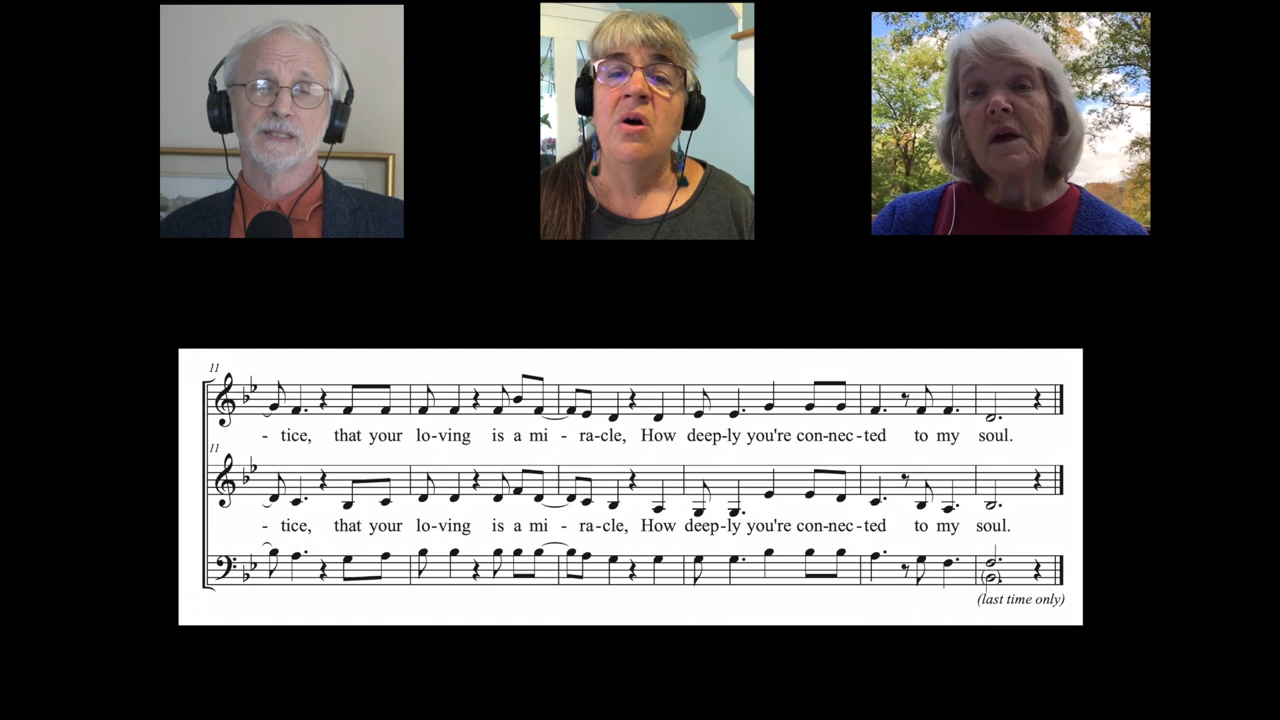 11
- tice, that your lo-ving is a mi - ra-cle, How deep-ly you're con-nec-ted to my soul.
11
- tice, that your lo-ving is a mi - ra-cle, How deep-ly you're con-nec-ted to my soul.
(last time only)